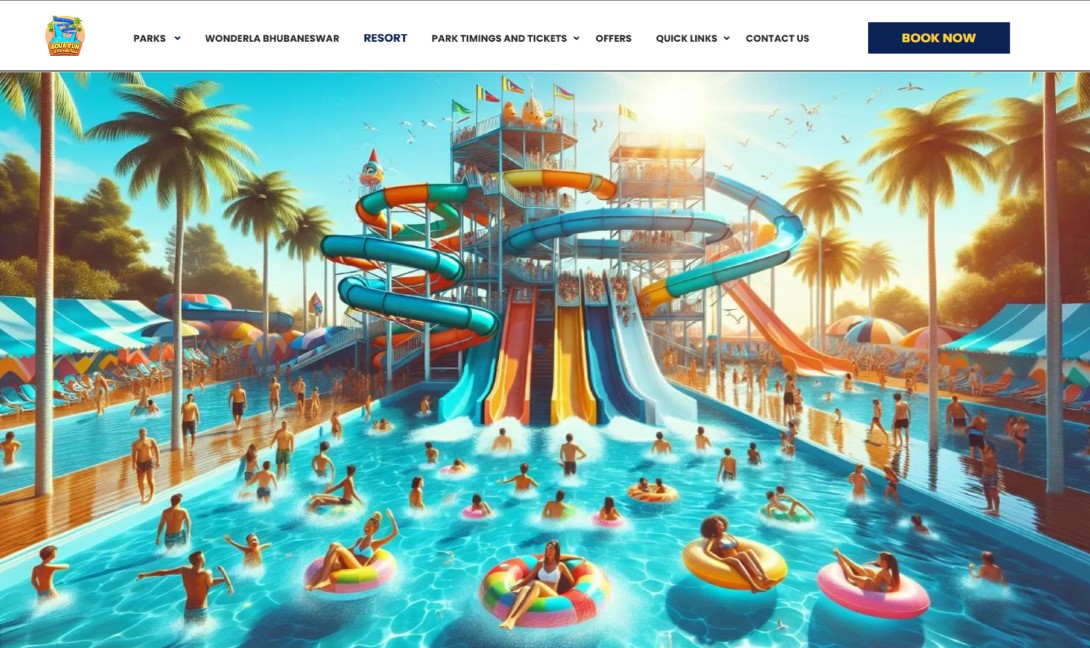 AQUA FUN
PARKS
WONDERLA BHUBANESWAR
RESORT
PARK TIMINGS AND TICKETS
OFFERS
QUICK LINKS
CONTACT US
BOOK NOW